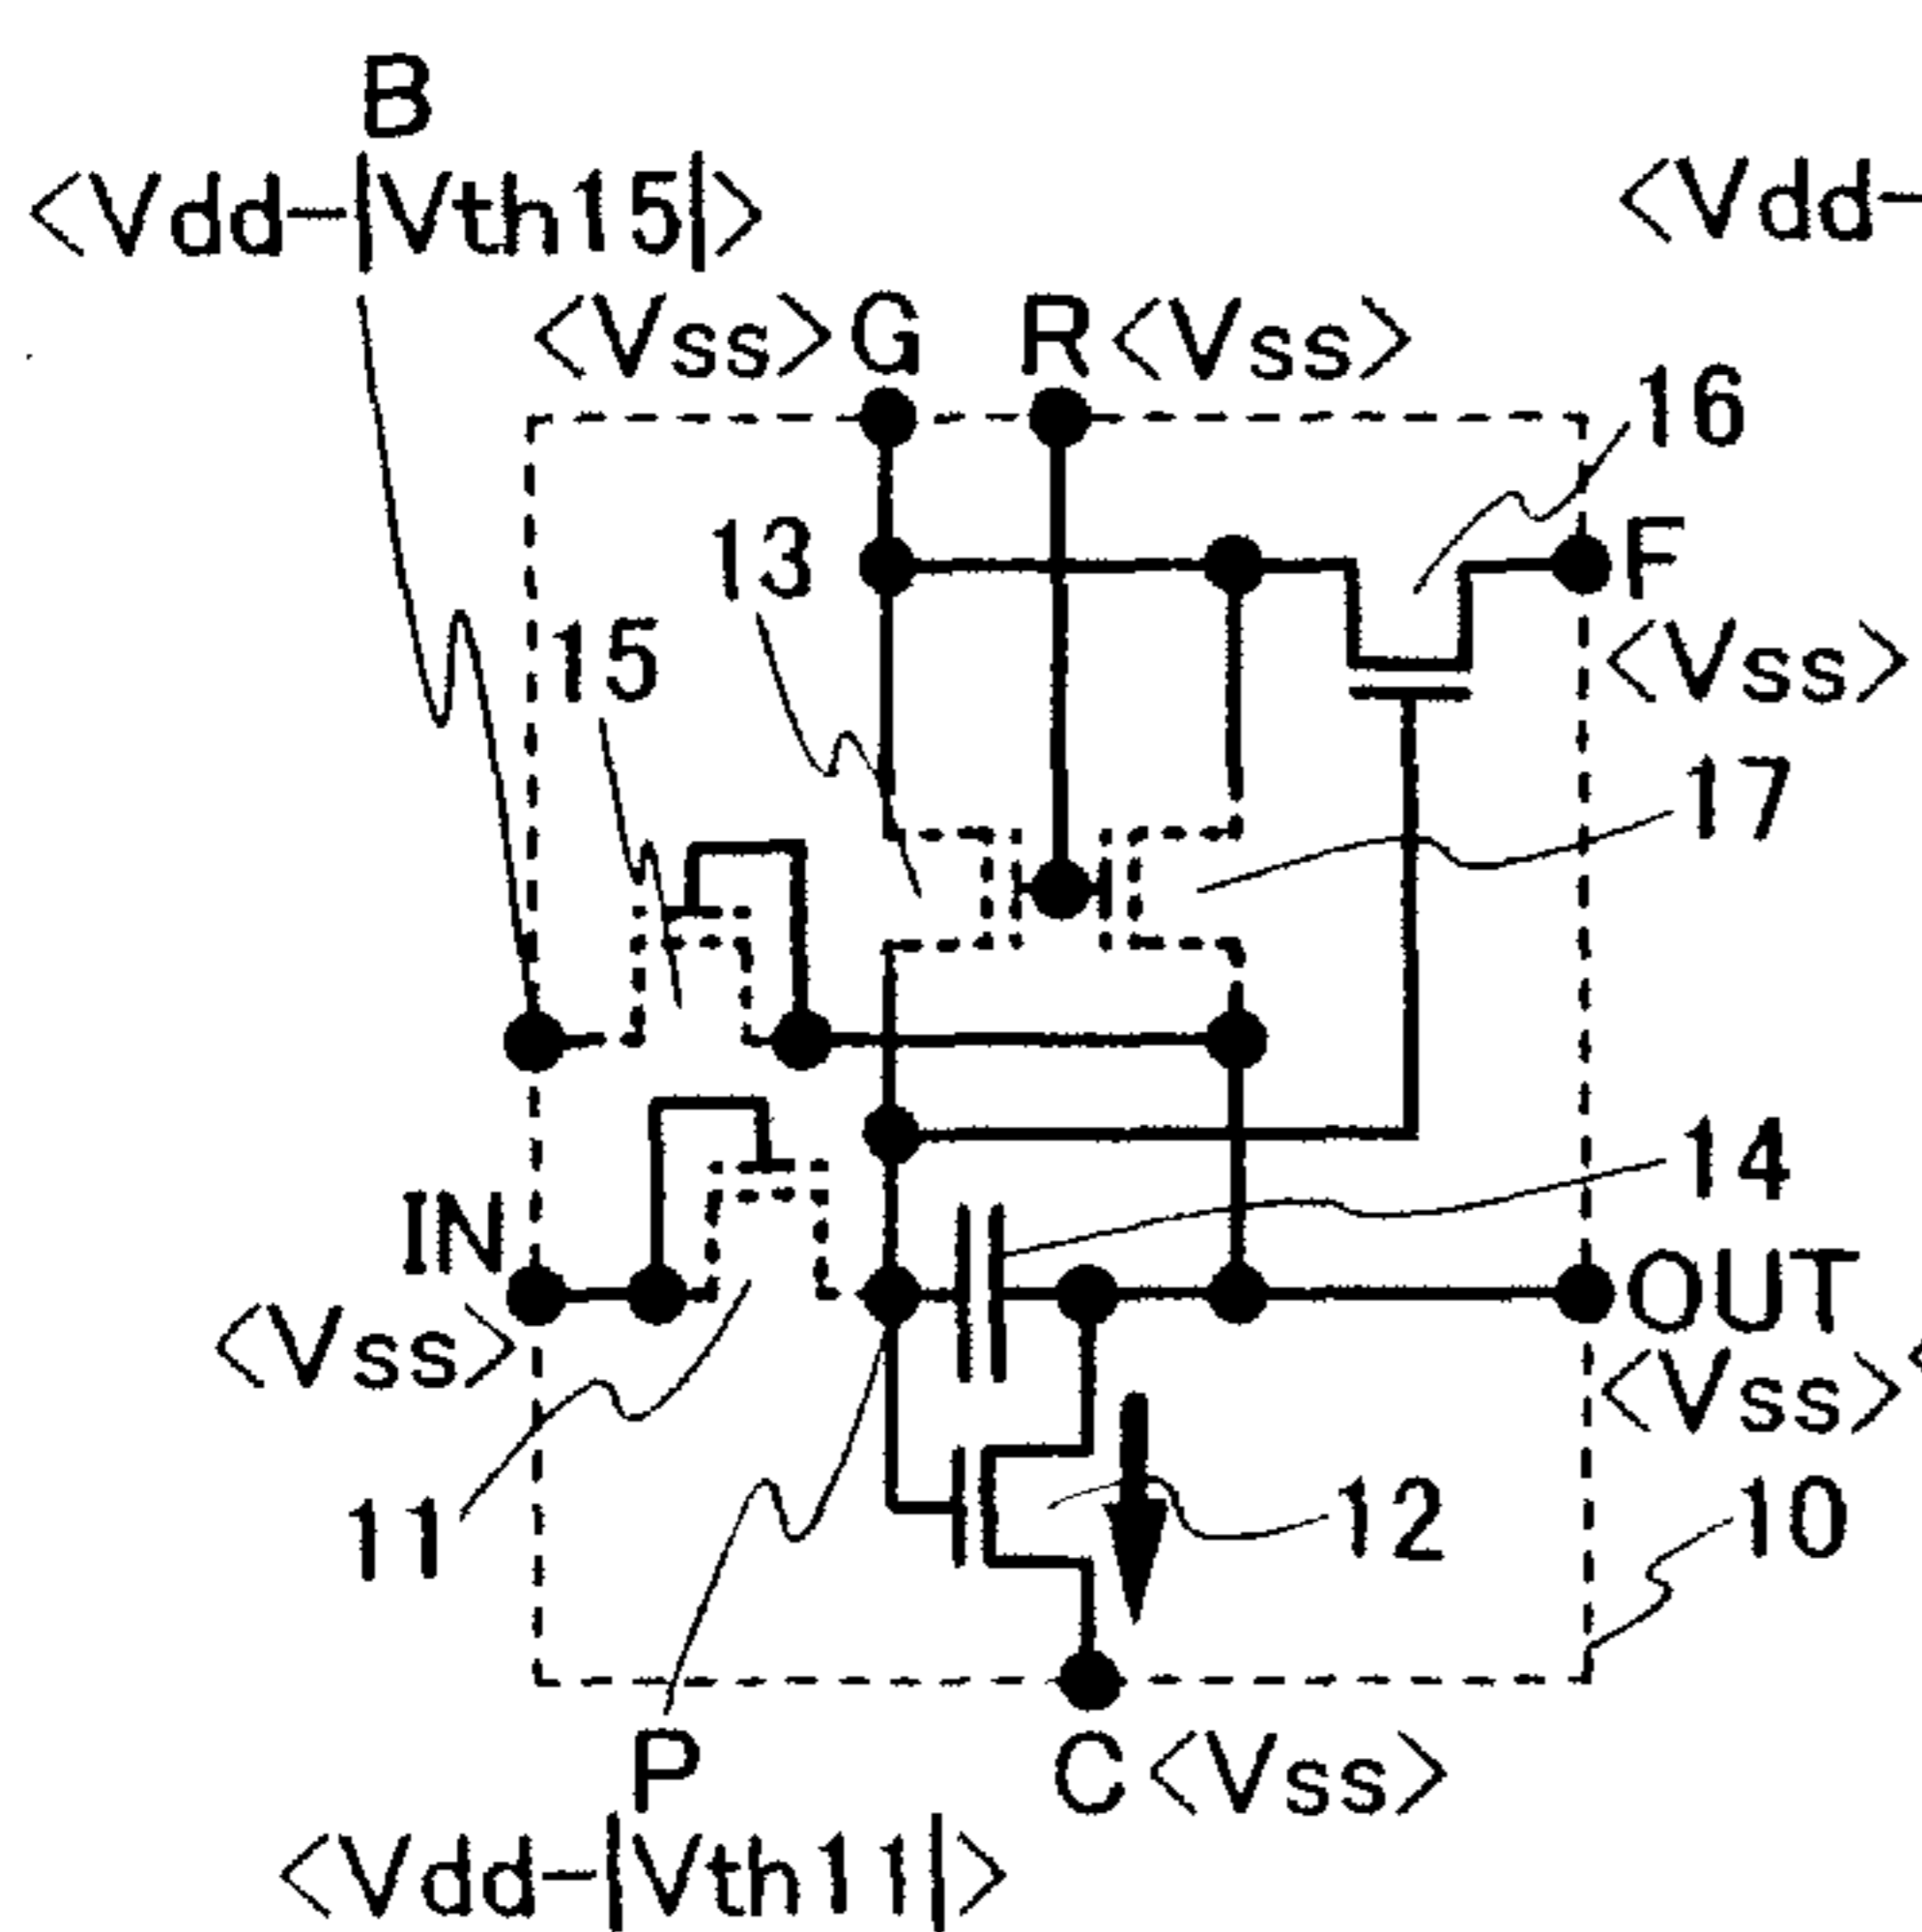 B
<Vdd-|Vth15|>
<Vdd-
<Vss>G R<Vss>
16
13
F
15
<Vss>
17
14
IN
OUT
<Vss>
<Vss>
11
12
10
P
C<Vss>
<Vdd-|Vth11|>